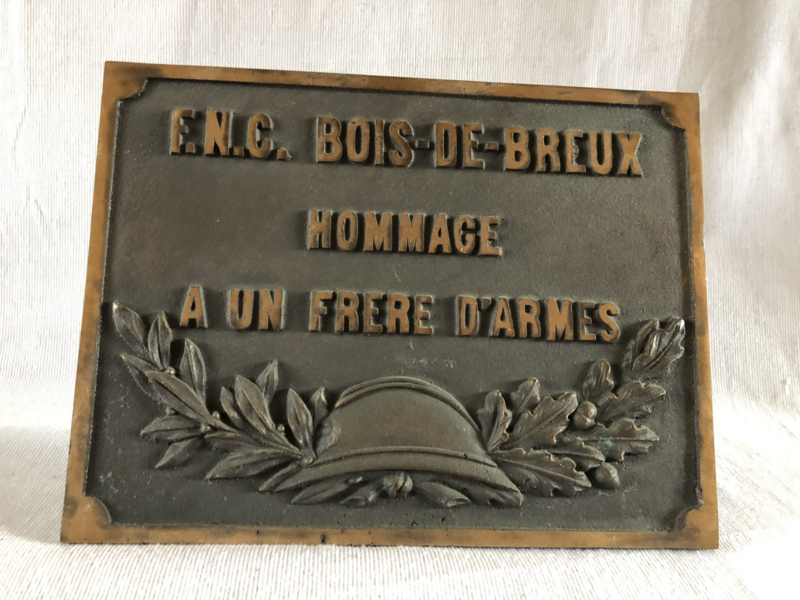 F.N.C. BOIS-DE-BREUX
HOMMAGE
A UN FRERE D'ARMES